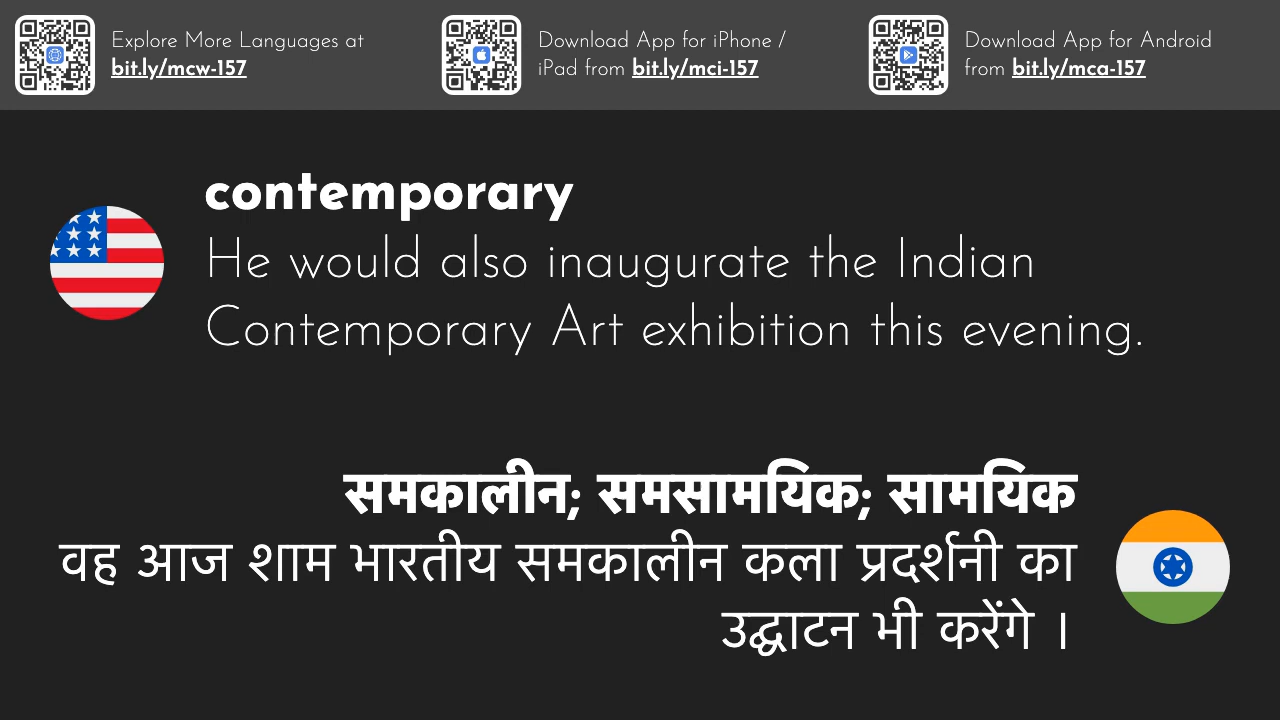 Explore More Languages at
bit.ly/mcw-157
Download App for iPhone /
iPad from bit.ly/mci-157
Download App for Android
from bit.ly/mca-157
contemporary
He would also inaugurate the Indian
Contemporary Art exhibition this evening.
समकालीन; समसामयिक; सामयिक
वह आज शाम भारतीय समकालीन कला प्रदर्शनी का
उद्घाटन भी करेंगे ।